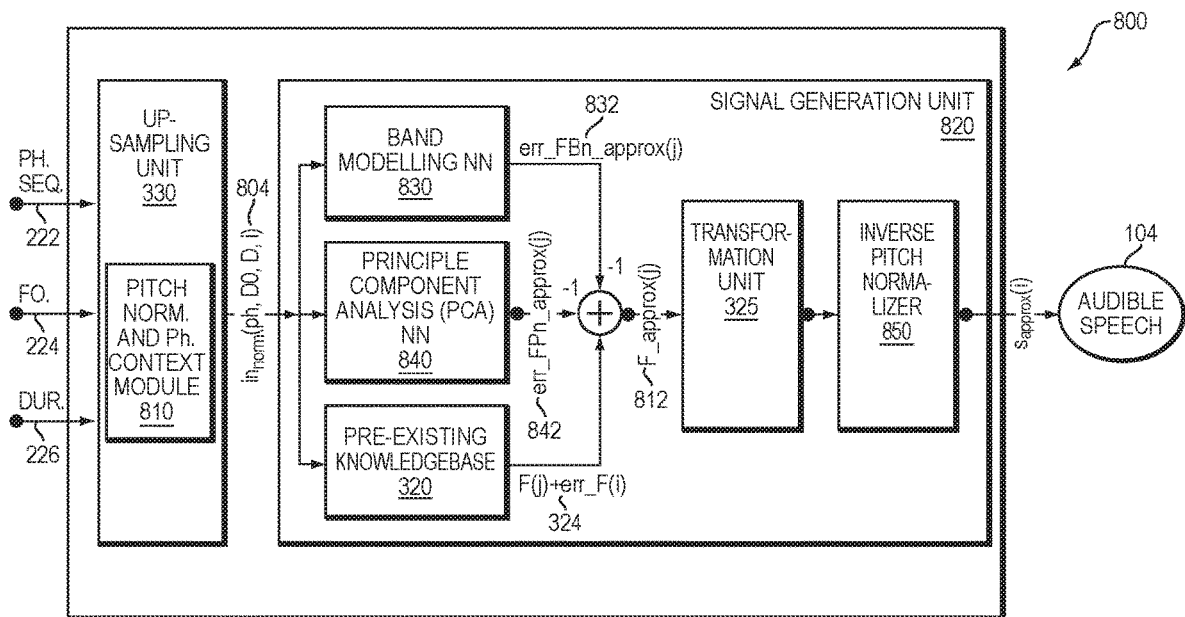 800
UP-
SAMPLING
UNIT
330
SIGNAL GENERATION UNIT
820
PH.
SEQ.
222
FO.
224
DUR.
226
PITCH
NORM.
AND Ph.
CONTEXT
MODULE
810
804
in_norm(ph, D0, D, i)
BAND
MODELLING NN
830
832
err_FBn_approx(j)
PRINCIPLE
COMPONENT
ANALYSIS (PCA)
NN
840
err_FPn_approx(j)
842
PRE-EXISTING
KNOWLEDGEBASE
320
F(j)+err_F(i)
324
-1
-1
+
F_approx(j)
812
TRANSFOR-
MATION
UNIT
325
INVERSE
PITCH
NORMA-
LIZER
850
s_approx(i)
104
AUDIBLE
SPEECH